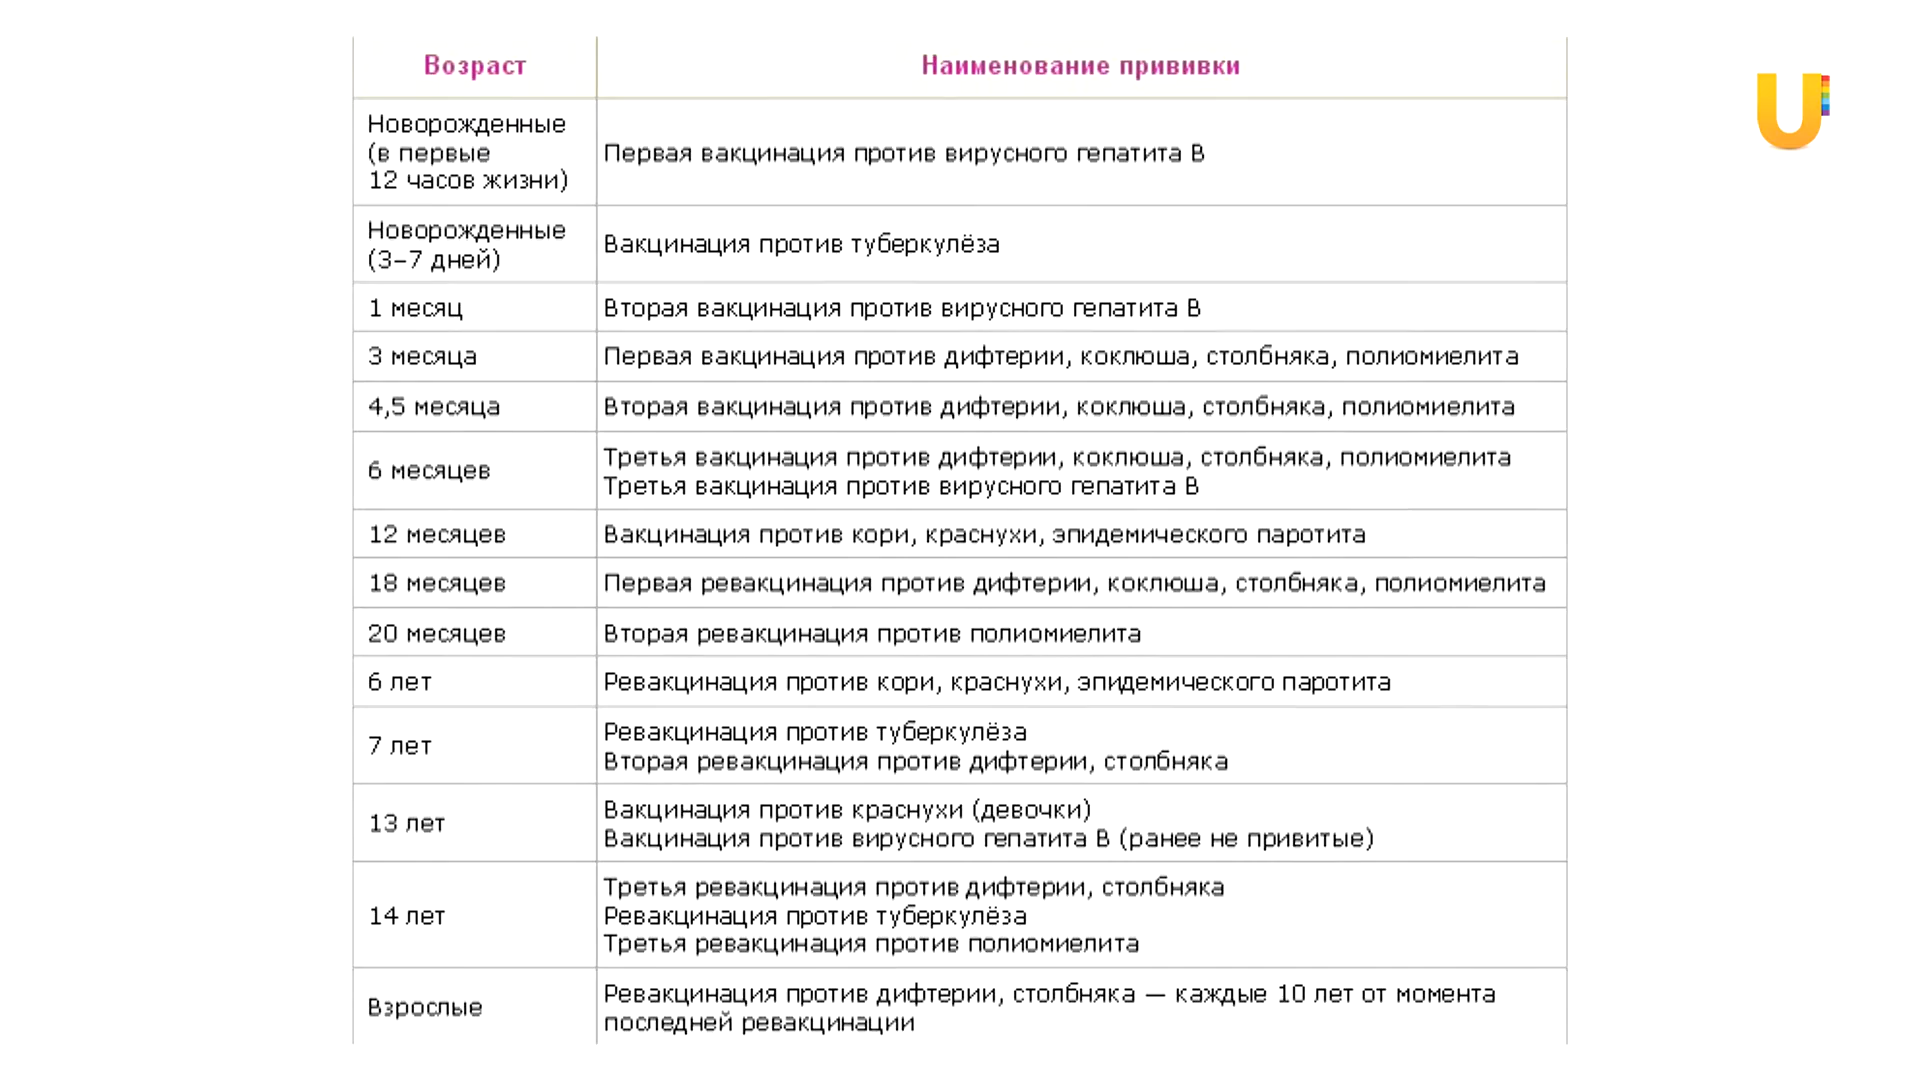 Возраст
Наименование прививки
Новорожденные
(в первые
12 часов жизни)
Первая вакцинация против вирусного гепатита В
Новорожденные
(3–7 дней)
Вакцинация против туберкулёза
1 месяц
Вторая вакцинация против вирусного гепатита В
3 месяца
Первая вакцинация против дифтерии, коклюша, столбняка, полиомиелита
4,5 месяца
Вторая вакцинация против дифтерии, коклюша, столбняка, полиомиелита
6 месяцев
Третья вакцинация против дифтерии, коклюша, столбняка, полиомиелита
Третья вакцинация против вирусного гепатита В
12 месяцев
Вакцинация против кори, краснухи, эпидемического паротита
18 месяцев
Первая ревакцинация против дифтерии, коклюша, столбняка, полиомиелита
20 месяцев
Вторая ревакцинация против полиомиелита
6 лет
Ревакцинация против кори, краснухи, эпидемического паротита
7 лет
Ревакцинация против туберкулёза
Вторая ревакцинация против дифтерии, столбняка
13 лет
Вакцинация против краснухи (девочки)
Вакцинация против вирусного гепатита В (ранее не привитые)
14 лет
Третья ревакцинация против дифтерии, столбняка
Ревакцинация против туберкулёза
Третья ревакцинация против полиомиелита
Взрослые
Ревакцинация против дифтерии, столбняка — каждые 10 лет от момента
последней ревакцинации
U